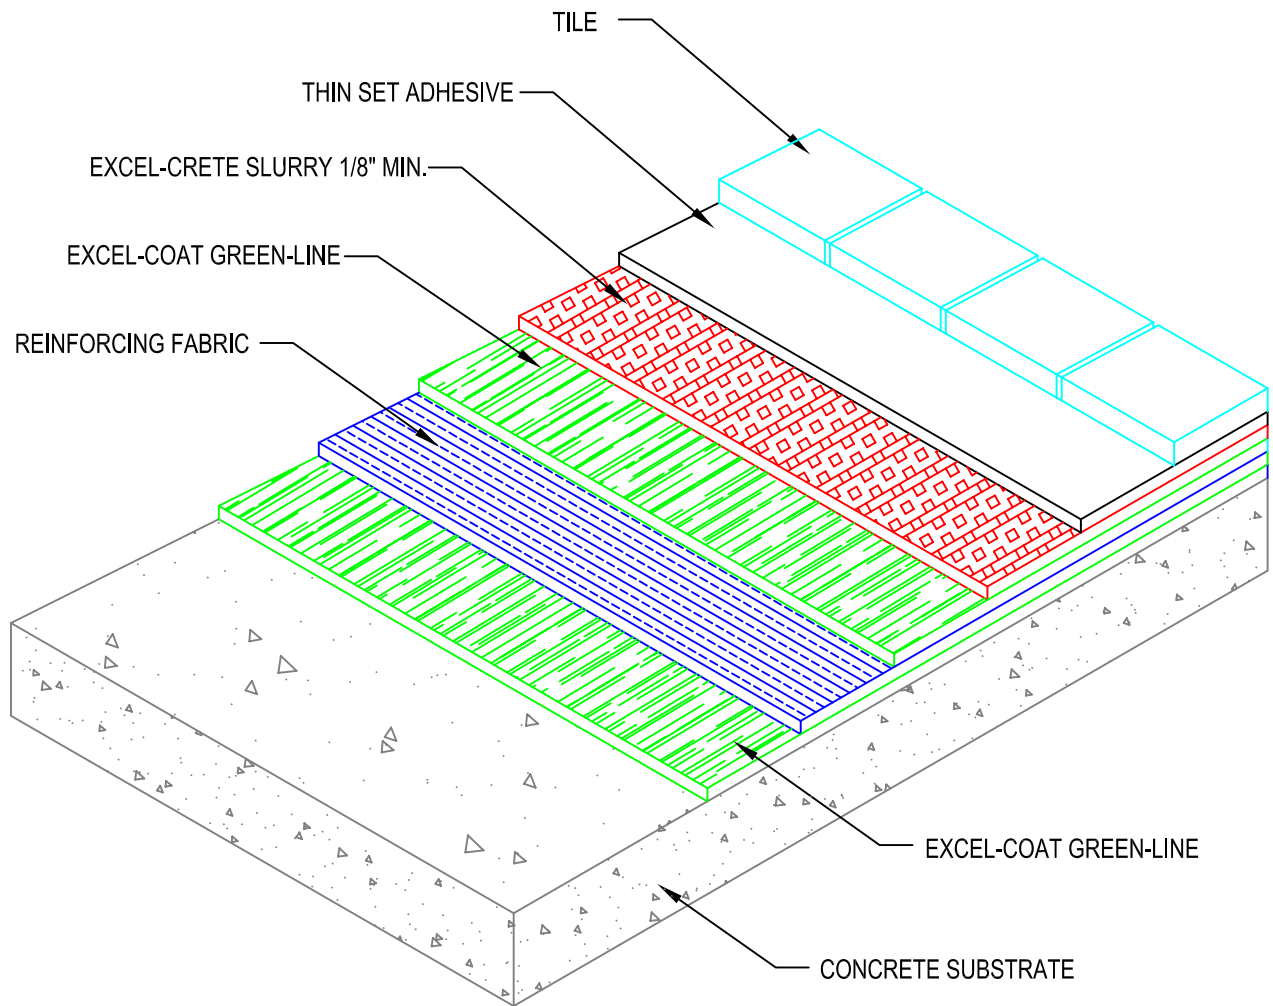 TILE
THIN SET ADHESIVE
EXCEL-CRETE SLURRY 1/8" MIN.
EXCEL-COAT GREEN-LINE
REINFORCING FABRIC
EXCEL-COAT GREEN-LINE
CONCRETE SUBSTRATE